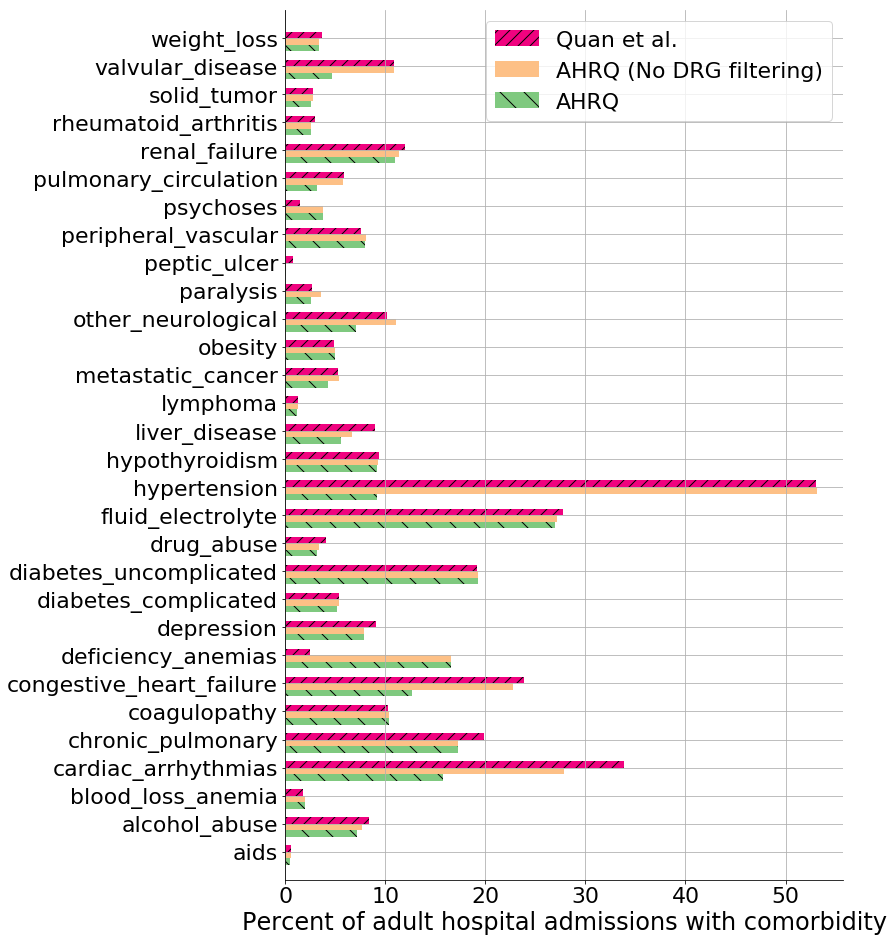 weight_loss
valvular_disease
solid_tumor
rheumatoid_arthritis
renal_failure
pulmonary_circulation
psychoses
peripheral_vascular
peptic_ulcer
paralysis
other_neurological
obesity
metastatic_cancer
lymphoma
liver_disease
hypothyroidism
hypertension
fluid_electrolyte
drug_abuse
diabetes_uncomplicated
diabetes_complicated
depression
deficiency_anemias
congestive_heart_failure
coagulopathy
chronic_pulmonary
cardiac_arrhythmias
blood_loss_anemia
alcohol_abuse
aids
Quan et al.
AHRQ (No DRG filtering)
AHRQ
0 10 20 30 40 50
Percent of adult hospital admissions with comorbidity